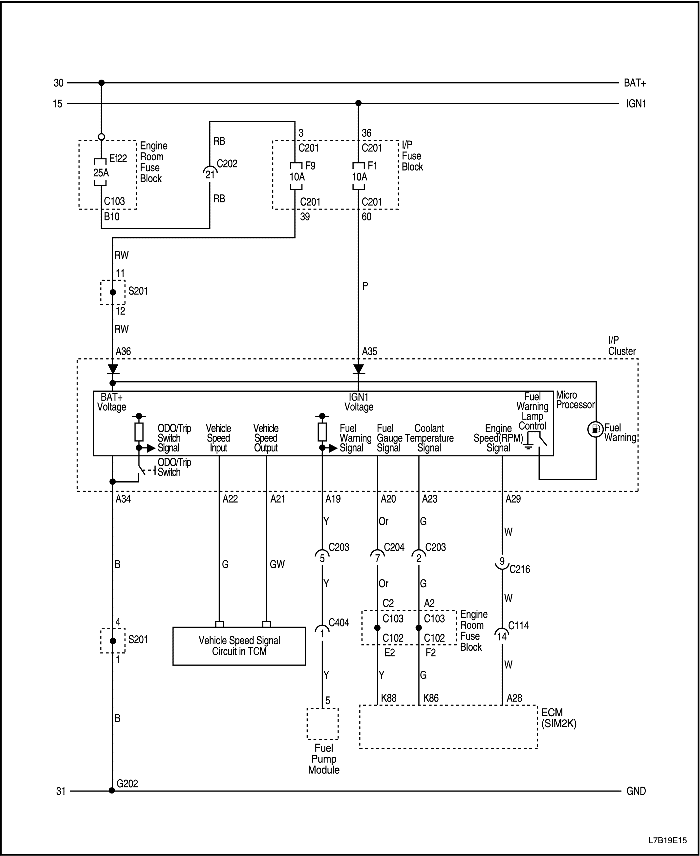 30 BAT+
15 IGN1
3 36
RB C201 C201 I/P
Fuse
Block
Engine
Room
Fuse
Block
E122
25A
C202
21
F9
10A
F1
10A
C103
B10
RB
C201 C201
39 60
RW
11
S201
12
P
RW
A36 A35
I/P
Cluster
BAT+
Voltage
IGN1
Voltage
Fuel
Warning
Lamp
Control
Micro
Processor
ODO/Trip
Switch
Signal
Vehicle
Speed
Input
Vehicle
Speed
Output
Fuel
Warning
Signal
Fuel
Gauge
Signal
Coolant
Temperature
Signal
Engine
Speed(RPM)
Signal
Fuel
Warning
ODO/Trip
Switch
A34 A22 A21 A19 A20 A23 A29
Y Or G W
C203 C204 C203
5 7 2
9
C216
B G GW
Y Or G W
C2 A2
C103 C103
C102 C102
E2 F2
Engine
Room
Fuse
Block
C404
1
C114
14
4
S201
1
Vehicle Speed Signal
Circuit in TCM
Y Y G W
B
5 K88 K86 A28
ECM
(SIM2K)
Fuel
Pump
Module
G202
31 GND
L7B19E15